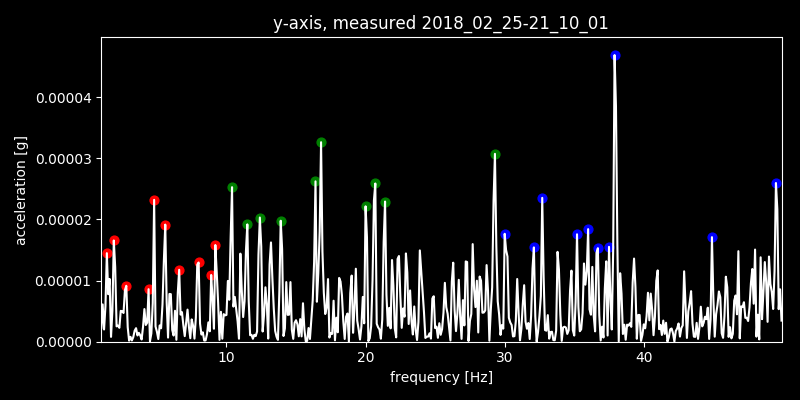 y-axis, measured 2018_02_25-21_10_01
acceleration [g]
0.00004
0.00003
0.00002
0.00001
0.00000
10 20 30 40
frequency [Hz]